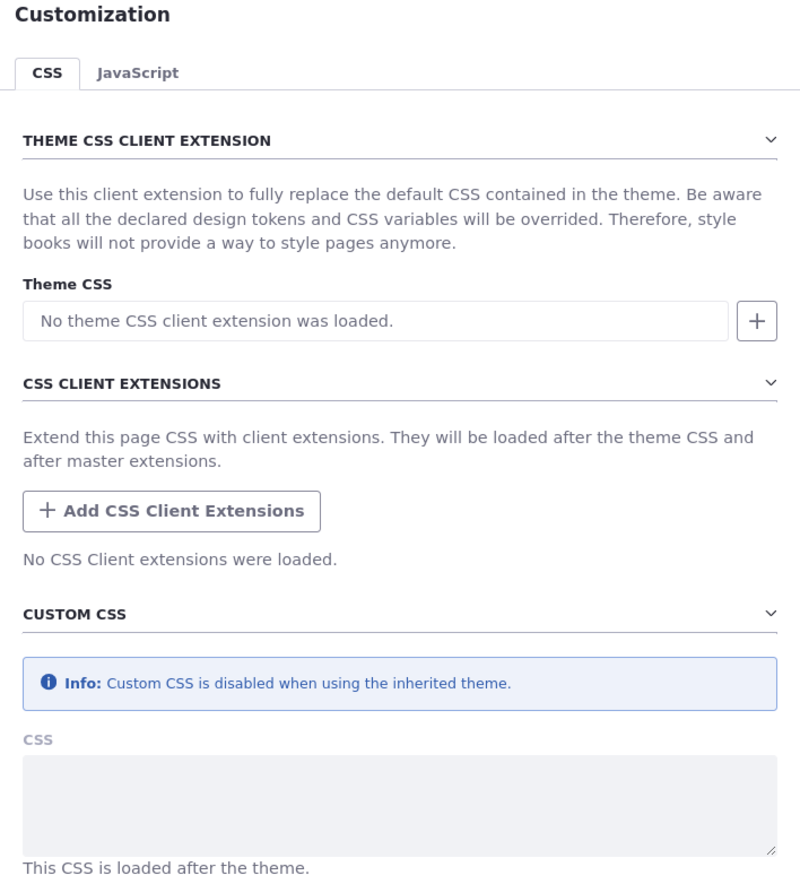 Customization
CSS
JavaScript
THEME CSS CLIENT EXTENSION
Use this client extension to fully replace the default CSS contained in the theme. Be aware
that all the declared design tokens and CSS variables will be overrided. Therefore, style
books will not provide a way to style pages anymore.
Theme CSS
No theme CSS client extension was loaded.
CSS CLIENT EXTENSIONS
Extend this page CSS with client extensions. They will be loaded after the theme CSS and
after master extensions.
+ Add CSS Client Extensions
No CSS Client extensions were loaded.
CUSTOM CSS
Info: Custom CSS is disabled when using the inherited theme.
CSS
This CSS is loaded after the theme.